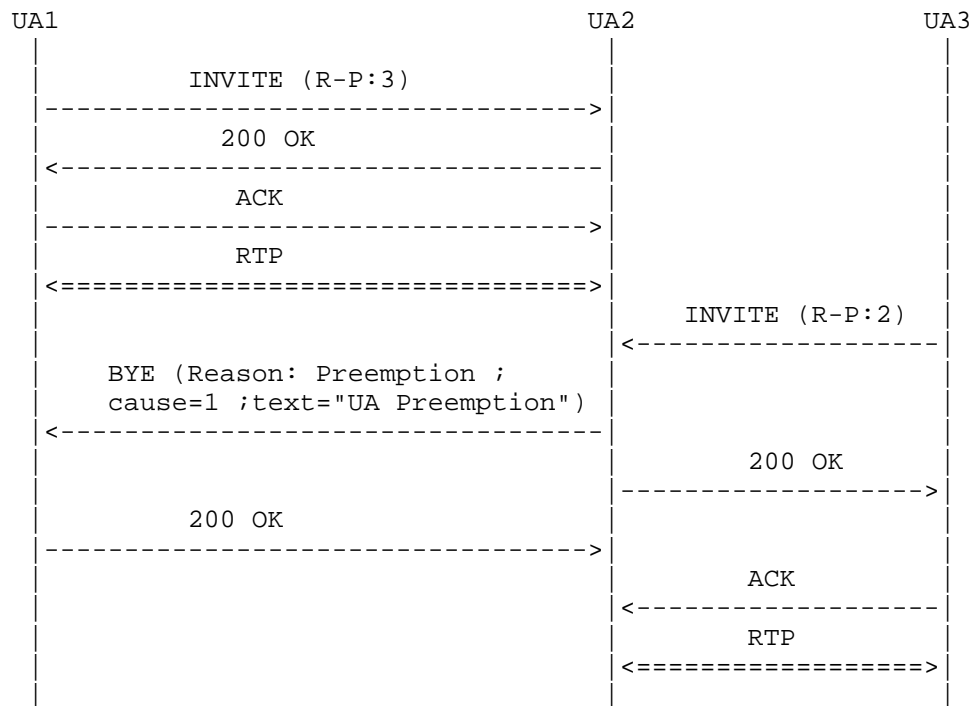 UA1 UA2 UA3
INVITE (R-P:3)
200 OK
ACK
RTP
INVITE (R-P:2)
BYE (Reason: Preemption ;
cause=1 ;text="UA Preemption")
200 OK
200 OK
ACK
RTP